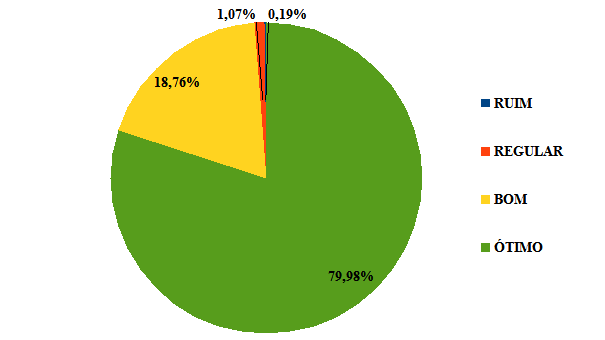 1,07% 0,19%
18,76%
79,98%
RUIM
REGULAR
BOM
ÓTIMO